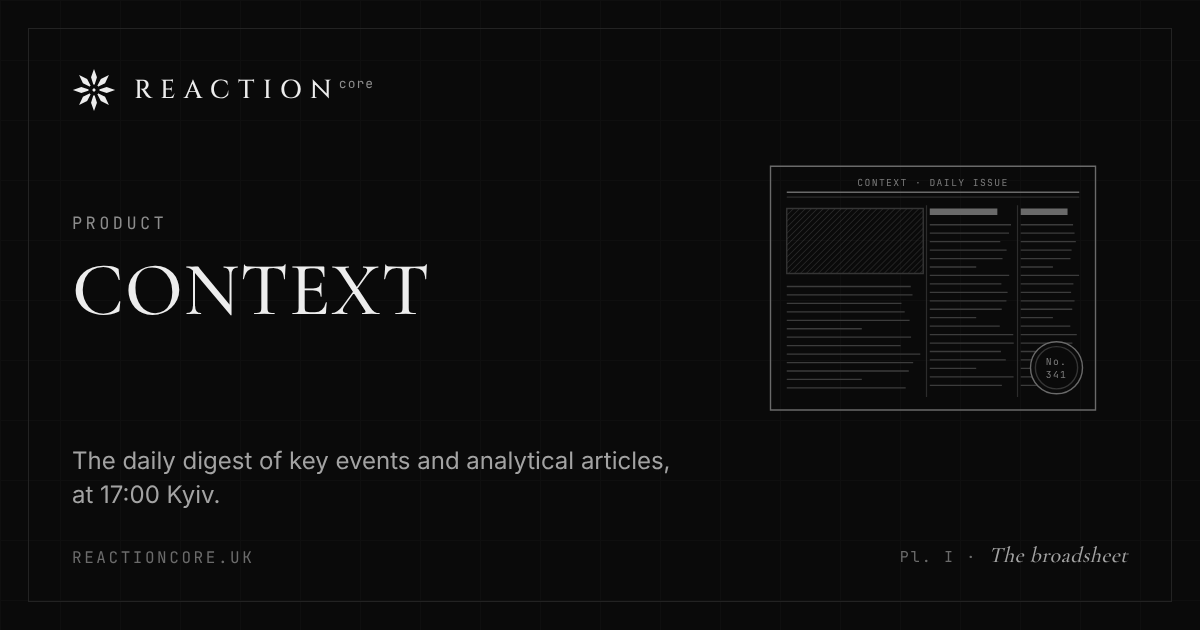 REACTION core
PRODUCT
CONTEXT
The daily digest of key events and analytical articles,
at 17:00 Kyiv.
REACTIONCORE.UK
CONTEXT · DAILY ISSUE
No.
341
Pl. I · The broadsheet